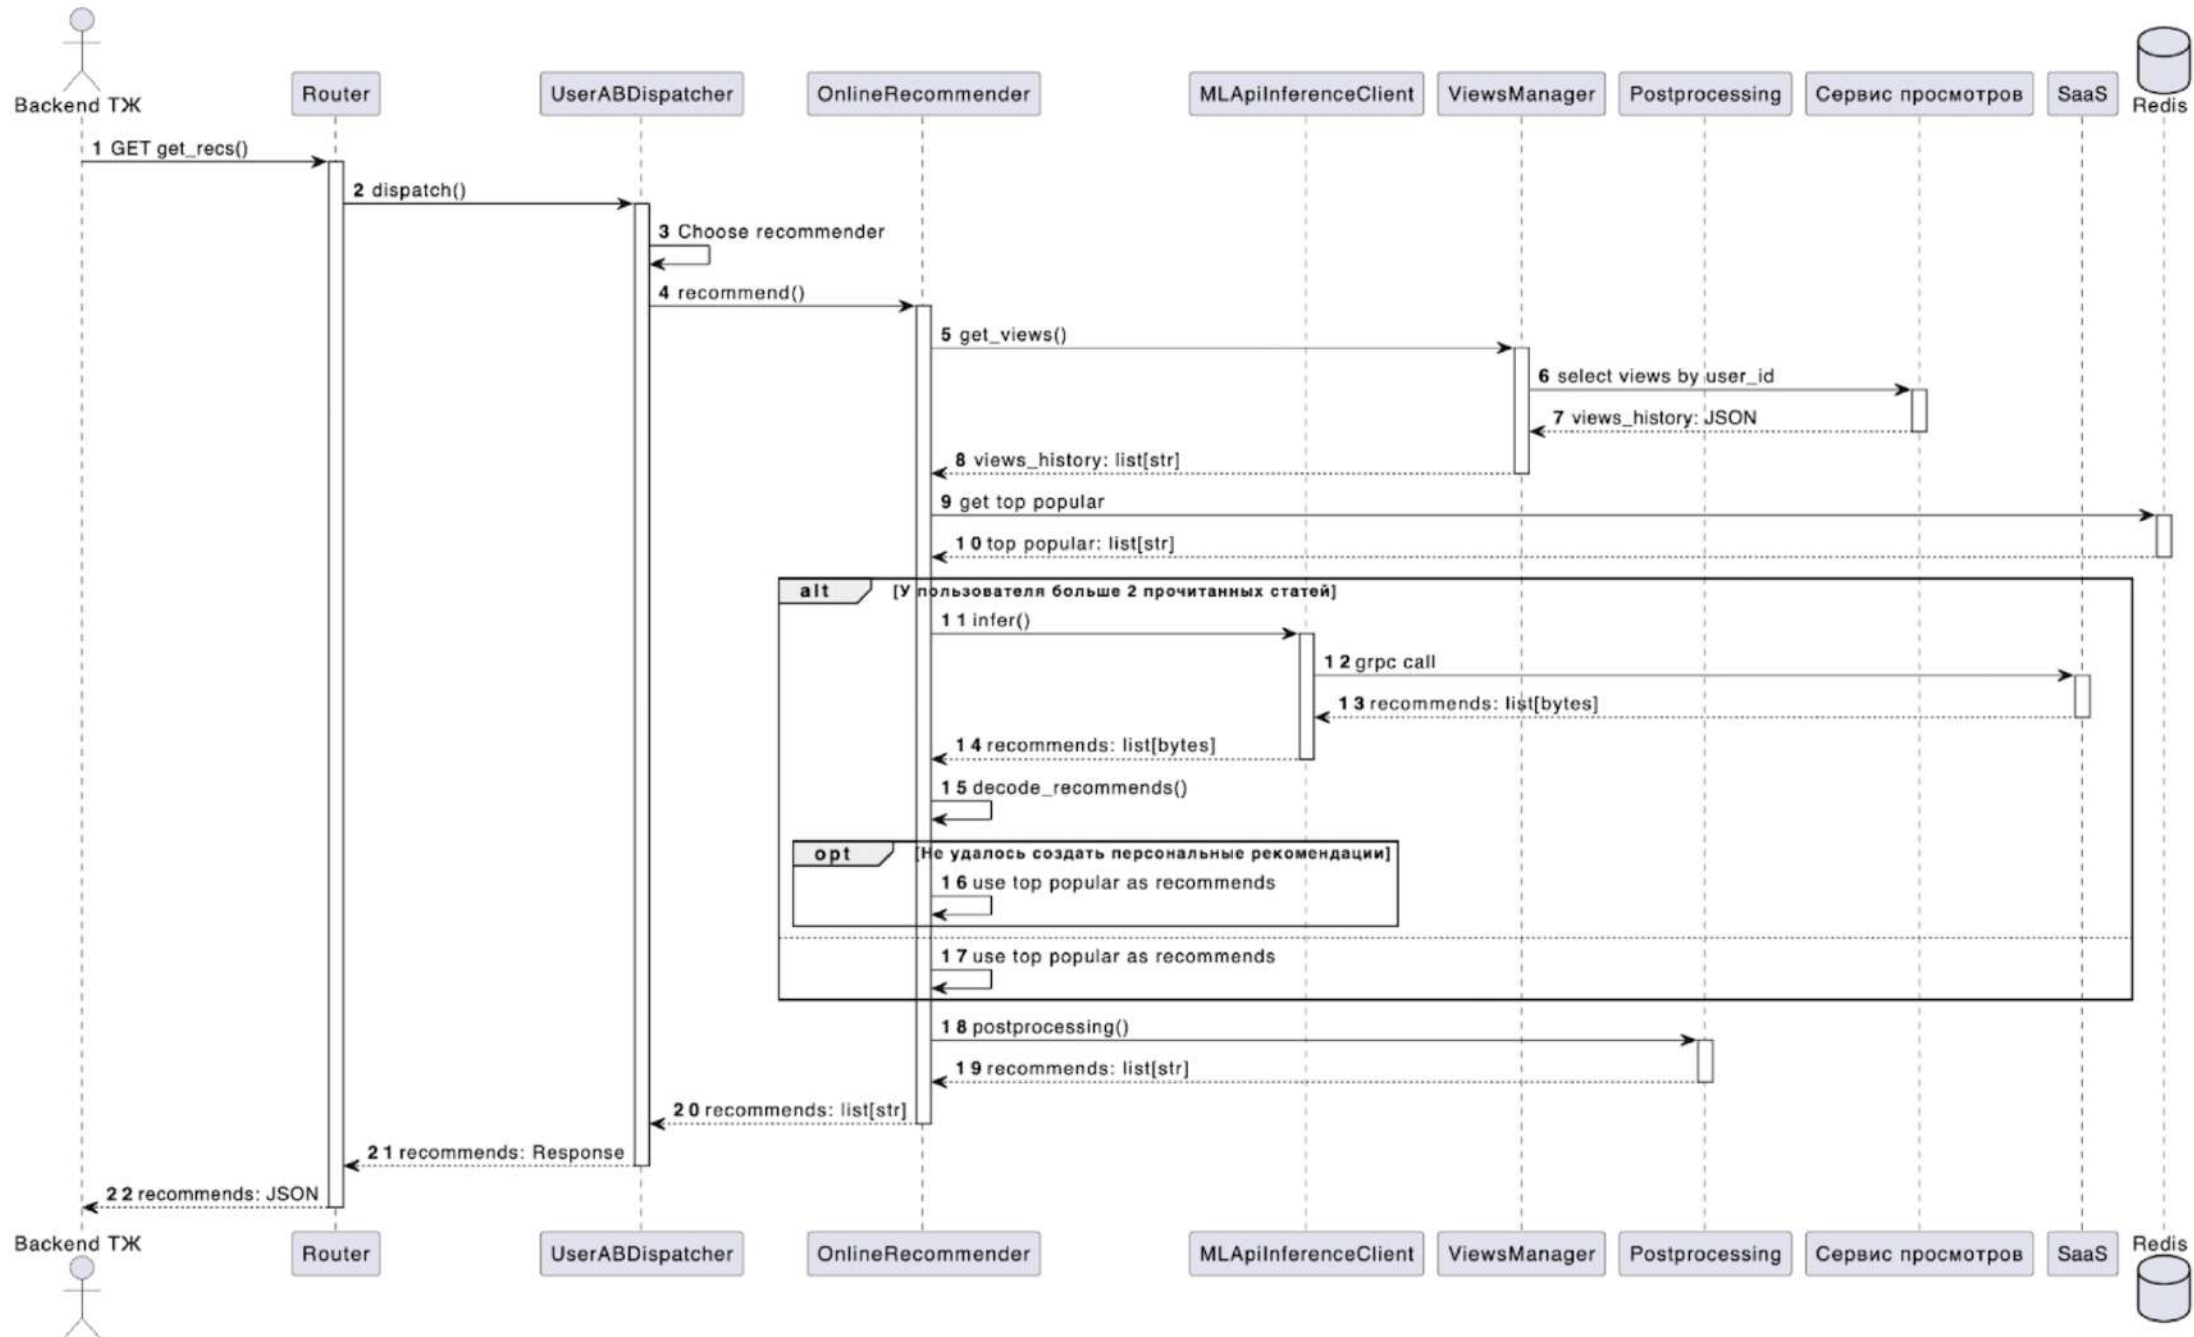 Backend ТЖ
Router
UserABDispatcher
OnlineRecommender
MLApiInferenceClient
ViewsManager
Postprocessing
Сервис просмотров
SaaS
Redis
1 GET get_recs()
2 dispatch()
3 Choose recommender
4 recommend()
5 get_views()
6 select views by user_id
7 views_history: JSON
8 views_history: list[str]
9 get top popular
10 top popular: list[str]
alt [У пользователя больше 2 прочитанных статей]
11 infer()
12 grpc call
13 recommends: list[bytes]
14 recommends: list[bytes]
15 decode_recommends()
opt [Не удалось создать персональные рекомендации]
16 use top popular as recommends
17 use top popular as recommends
18 postprocessing()
19 recommends: list[str]
20 recommends: list[str]
21 recommends: Response
22 recommends: JSON
Backend ТЖ
Router
UserABDispatcher
OnlineRecommender
MLApiInferenceClient
ViewsManager
Postprocessing
Сервис просмотров
SaaS
Redis